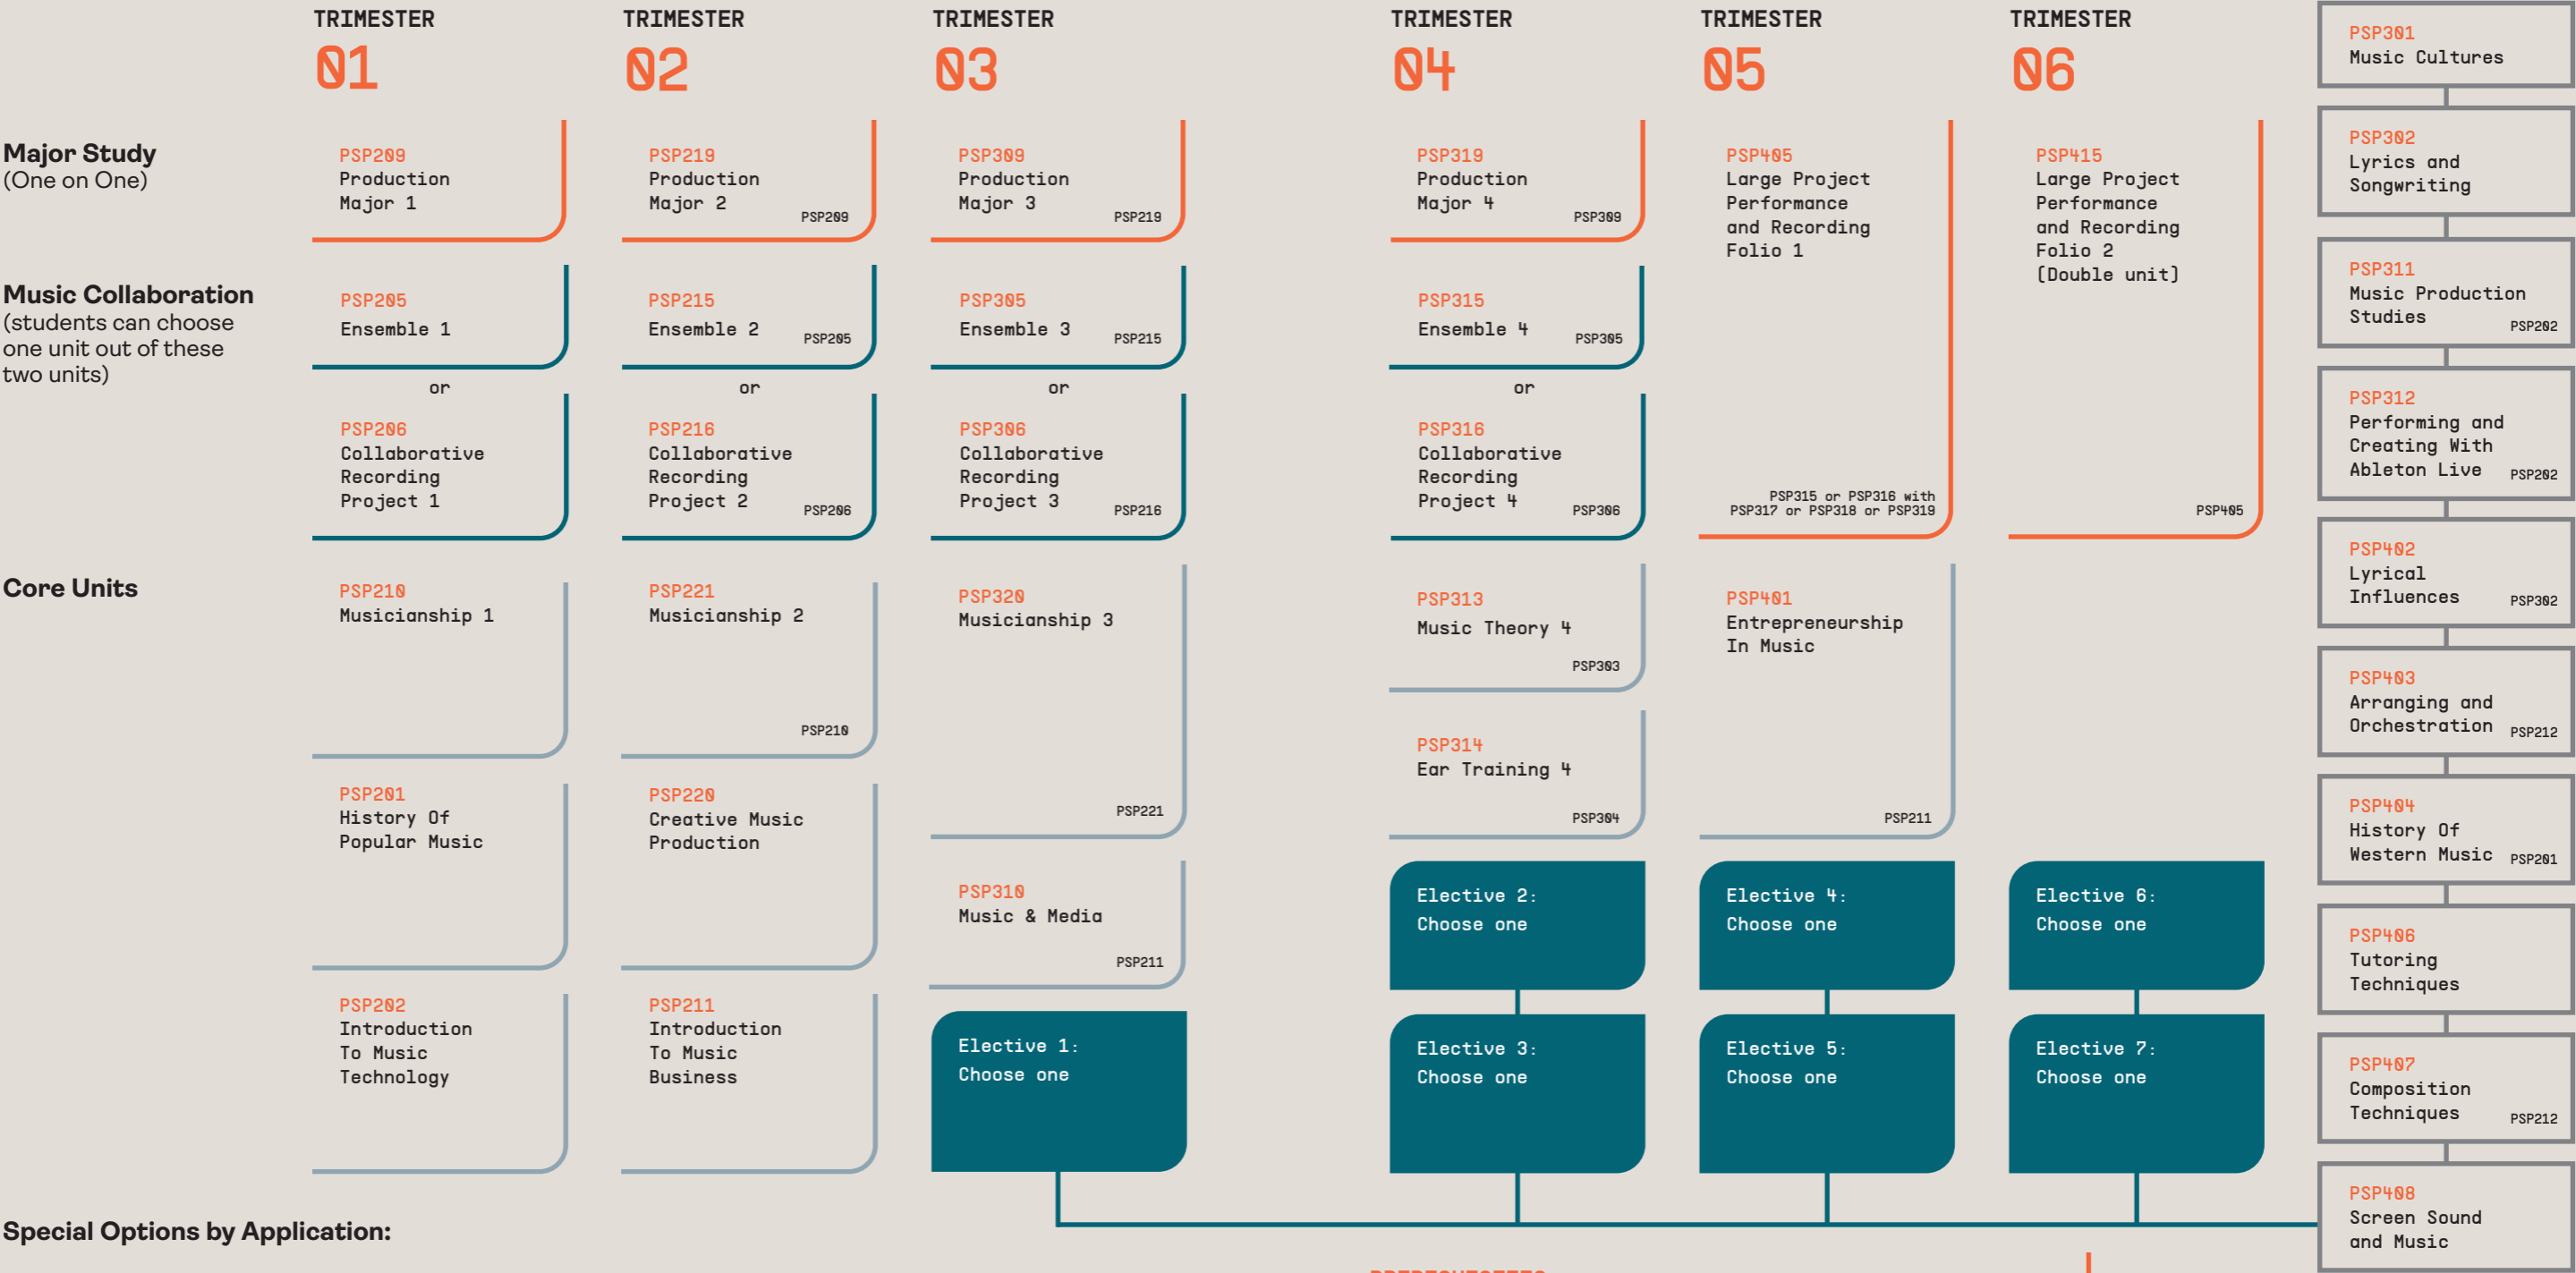 TRIMESTER
01
TRIMESTER
02
TRIMESTER
03
TRIMESTER
04
TRIMESTER
05
TRIMESTER
06
Major Study
(One on One)
PSP209
Production
Major 1
PSP219
Production
Major 2
PSP209
PSP309
Production
Major 3
PSP219
PSP319
Production
Major 4
PSP309
PSP405
Large Project
Performance
and Recording
Folio 1
PSP315 or PSP316 with
PSP317 or PSP318 or PSP319
PSP415
Large Project
Performance
and Recording
Folio 2
(Double unit)
PSP405
Music Collaboration
(students can choose
one unit out of these
two units)
PSP205
Ensemble 1
or
PSP206
Collaborative
Recording
Project 1
PSP215
Ensemble 2
PSP205
or
PSP216
Collaborative
Recording
Project 2
PSP206
PSP305
Ensemble 3
PSP215
or
PSP306
Collaborative
Recording
Project 3
PSP216
PSP315
Ensemble 4
PSP305
or
PSP316
Collaborative
Recording
Project 4
PSP306
Core Units
PSP210
Musicianship 1
PSP201
History Of
Popular Music
PSP202
Introduction
To Music
Technology
PSP221
Musicianship 2
PSP210
PSP220
Creative Music
Production
PSP211
Introduction
To Music
Business
PSP320
Musicianship 3
PSP221
PSP310
Music & Media
PSP211
Elective 1:
Choose one
PSP313
Music Theory 4
PSP303
PSP314
Ear Training 4
PSP304
Elective 2:
Choose one
Elective 3:
Choose one
PSP401
Entrepreneurship
In Music
PSP211
Elective 4:
Choose one
Elective 5:
Choose one
Elective 6:
Choose one
Elective 7:
Choose one
PSP301
Music Cultures
PSP302
Lyrics and
Songwriting
PSP311
Music Production
Studies
PSP202
PSP312
Performing and
Creating With
Ableton Live
PSP202
PSP402
Lyrical
Influences
PSP302
PSP403
Arranging and
Orchestration
PSP212
PSP404
History Of
Western Music
PSP201
PSP406
Tutoring
Techniques
PSP407
Composition
Techniques
PSP212
PSP408
Screen Sound
and Music
Special Options by Application: